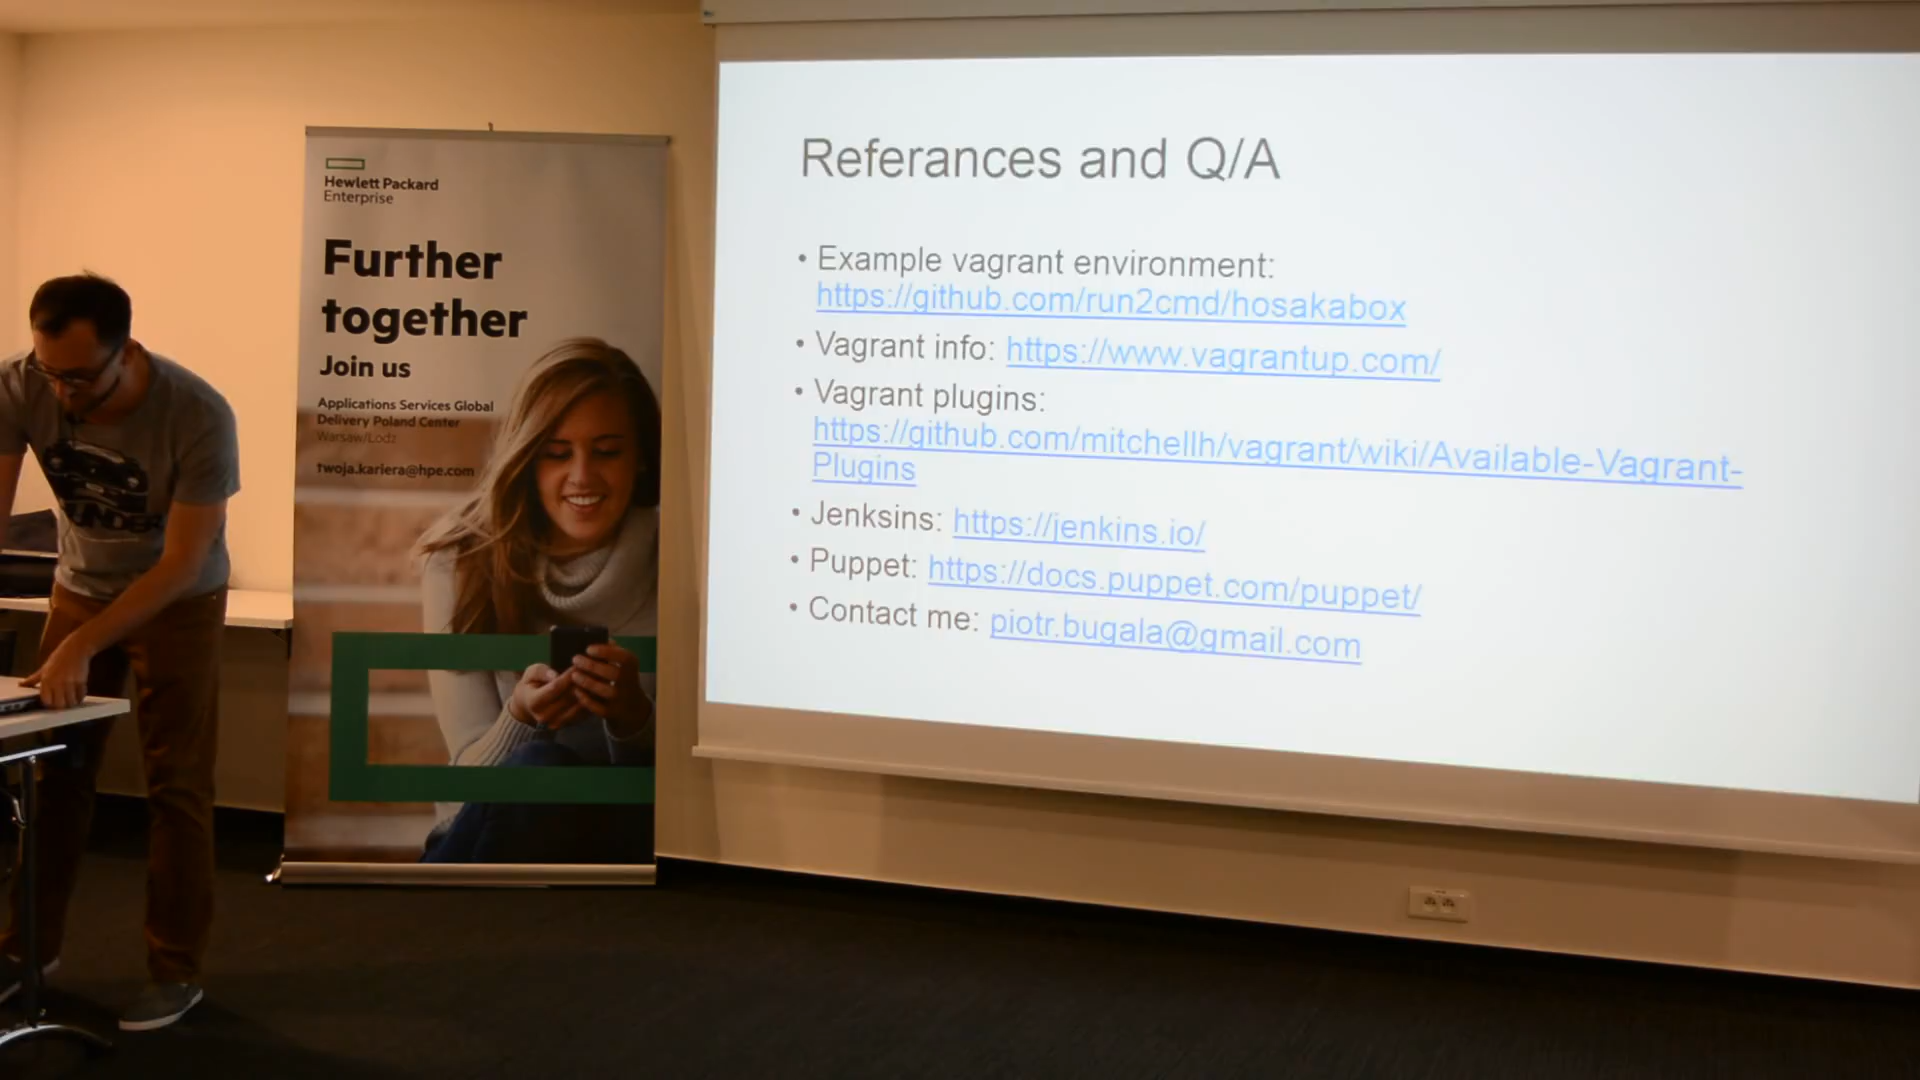 Hewlett Packard
Enterprise
Further
together
Join us
Applications Services Global
Delivery Poland Center
Warsaw/Lodz
twoja.kariera@hpe.com
UNDER
Referances and Q/A
• Example vagrant environment:
https://github.com/run2cmd/hosakabox
• Vagrant info: https://www.vagrantup.com/
• Vagrant plugins:
https://github.com/mitchellh/vagrant/wiki/Available-Vagrant-
Plugins
• Jenksins: https://jenkins.io/
• Puppet: https://docs.puppet.com/puppet/
• Contact me: piotr.bugala@gmail.com